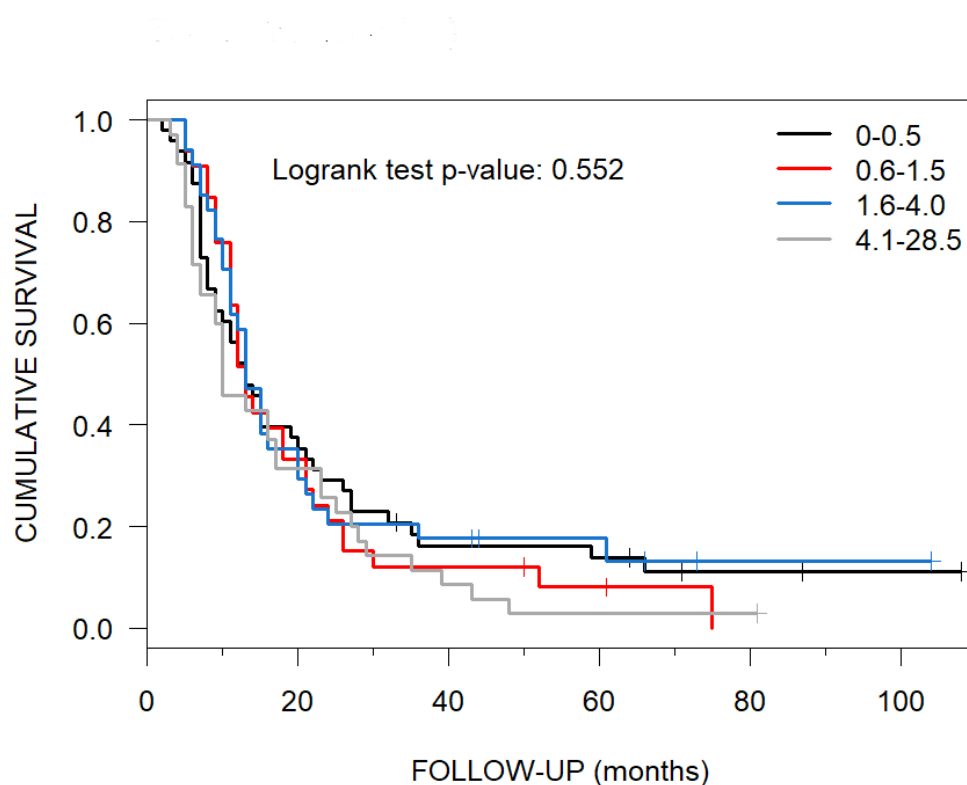 Logrank test p-value: 0.552
0-0.5
0.6-1.5
1.6-4.0
4.1-28.5
CUMULATIVE SURVIVAL
1.0
0.8
0.6
0.4
0.2
0.0
0 20 40 60 80 100
FOLLOW-UP (months)